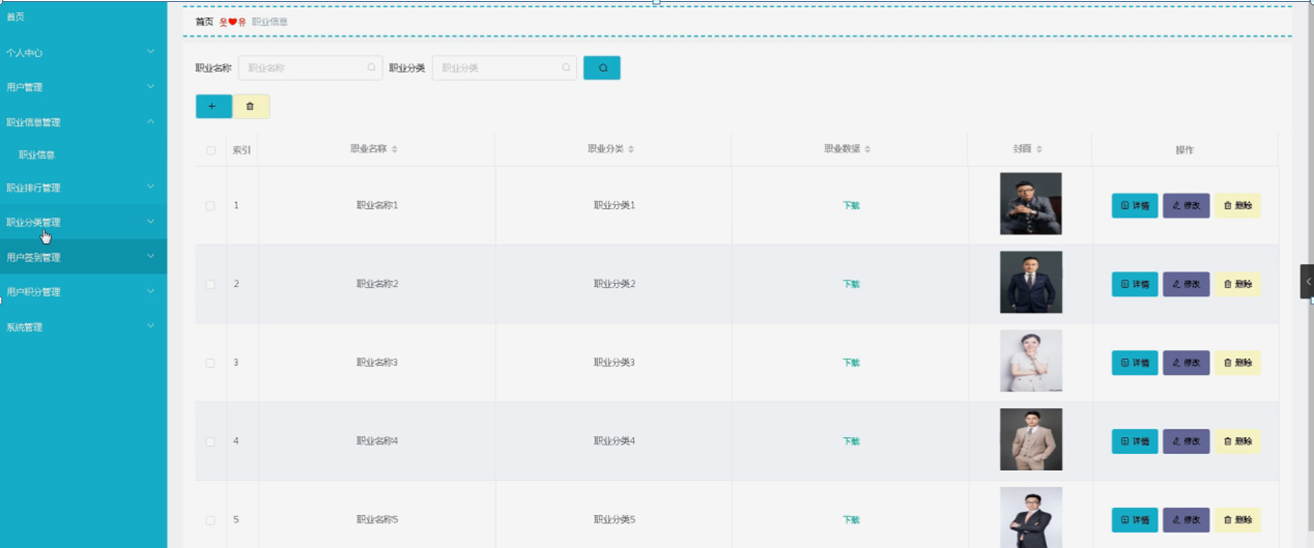 首页
个人中心
用户管理
职业信息管理
职业信息
职业排行管理
职业分类管理
用户签到管理
用户积分管理
系统管理
首页 职业信息
职业名称 职业名称 职业分类 职业分类
索引 职业名称 职业分类 职业数据 封面 操作
1 职业名称1 职业分类1 下载 详情 修改 删除
2 职业名称2 职业分类2 下载 详情 修改 删除
3 职业名称3 职业分类3 下载 详情 修改 删除
4 职业名称4 职业分类4 下载 详情 修改 删除
5 职业名称5 职业分类5 下载 详情 修改 删除